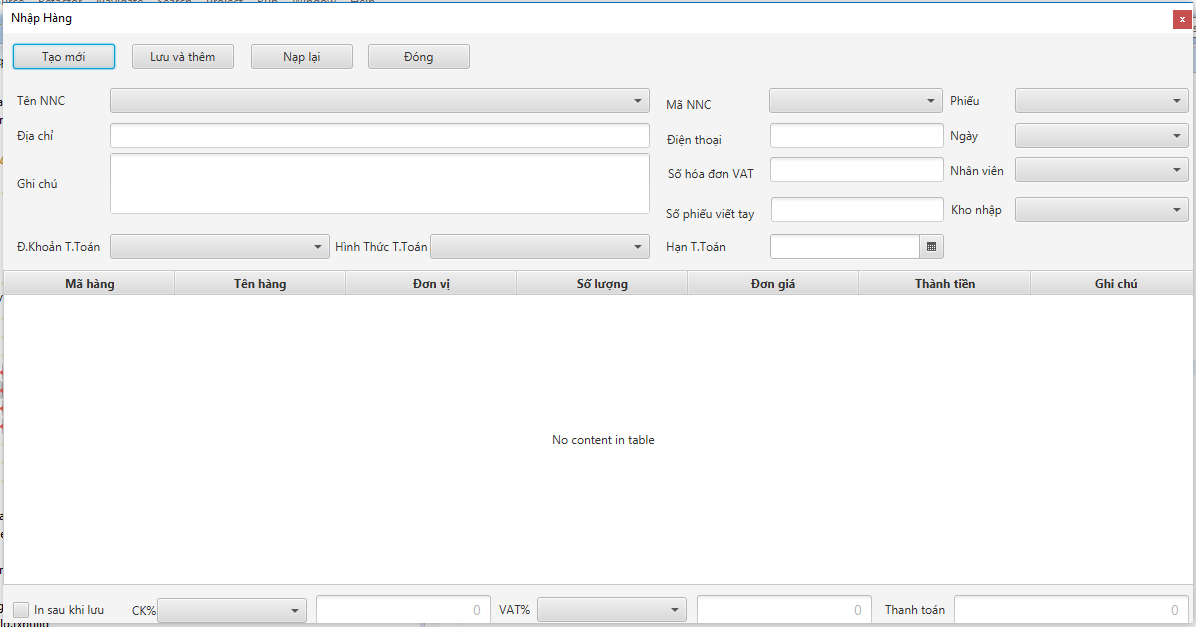 Nhập Hàng
Tạo mới Lưu và thêm Nạp lại Đóng
Tên NNC Mã NNC Phiếu
Địa chỉ Điện thoại Ngày
Ghi chú Số hóa đơn VAT Nhân viên
Số phiếu viết tay Kho nhập
Đ.Khoản T.Toán Hình Thức T.Toán Hạn T.Toán
Mã hàng Tên hàng Đơn vị Số lượng Đơn giá Thành tiền Ghi chú
No content in table
In sau khi lưu CK% 0 VAT% 0 Thanh toán 0